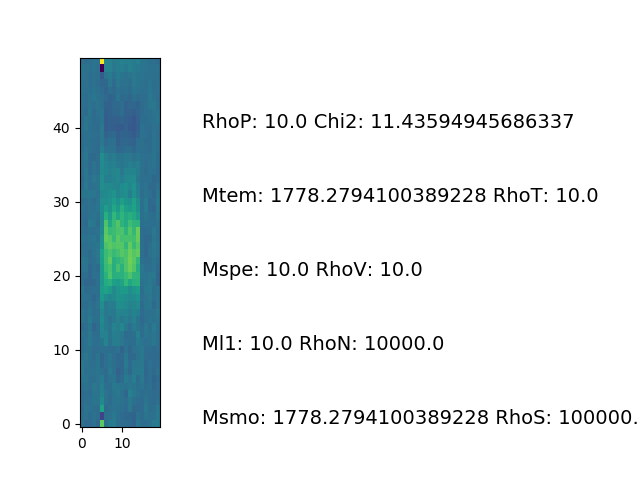 40
RhoP: 10.0 Chi2: 11.43594945686337
30
Mtem: 1778.2794100389228 RhoT: 10.0
20
Mspe: 10.0 RhoV: 10.0
10
Ml1: 10.0 RhoN: 10000.0
0
Msmo: 1778.2794100389228 RhoS: 100000.
0 10